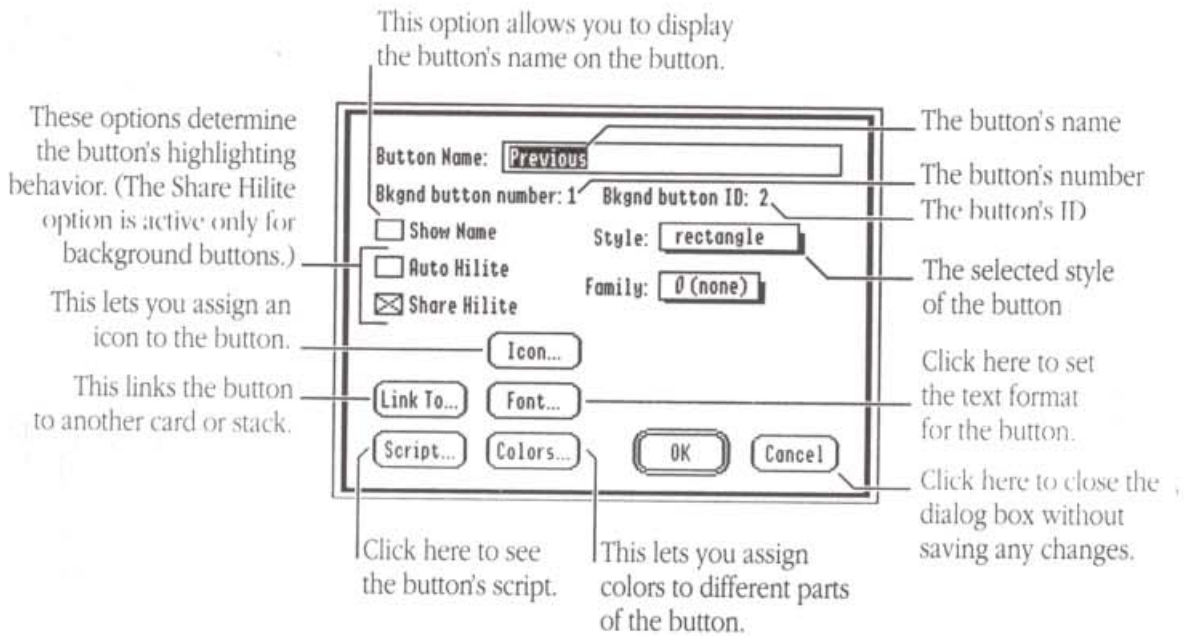 This option allows you to display
the button's name on the button.
These options determine
the button's highlighting
behavior. (The Share Hilite
option is active only for
background buttons.)
This lets you assign an
icon to the button.
This links the button
to another card or stack.
Button Name: Previous
Bkgnd button number: 1 Bkgnd button ID: 2
Show Name
Style: rectangle
Auto Hilite
Family: 0 (none)
Share Hilite
Icon...
Link To... Font...
Script... Colors... OK Cancel
The button's name
The button's number
The button's ID
The selected style
of the button
Click here to set
the text format
for the button.
Click here to close the
dialog box without
saving any changes.
Click here to see
the button's script.
This lets you assign
colors to different parts
of the button.